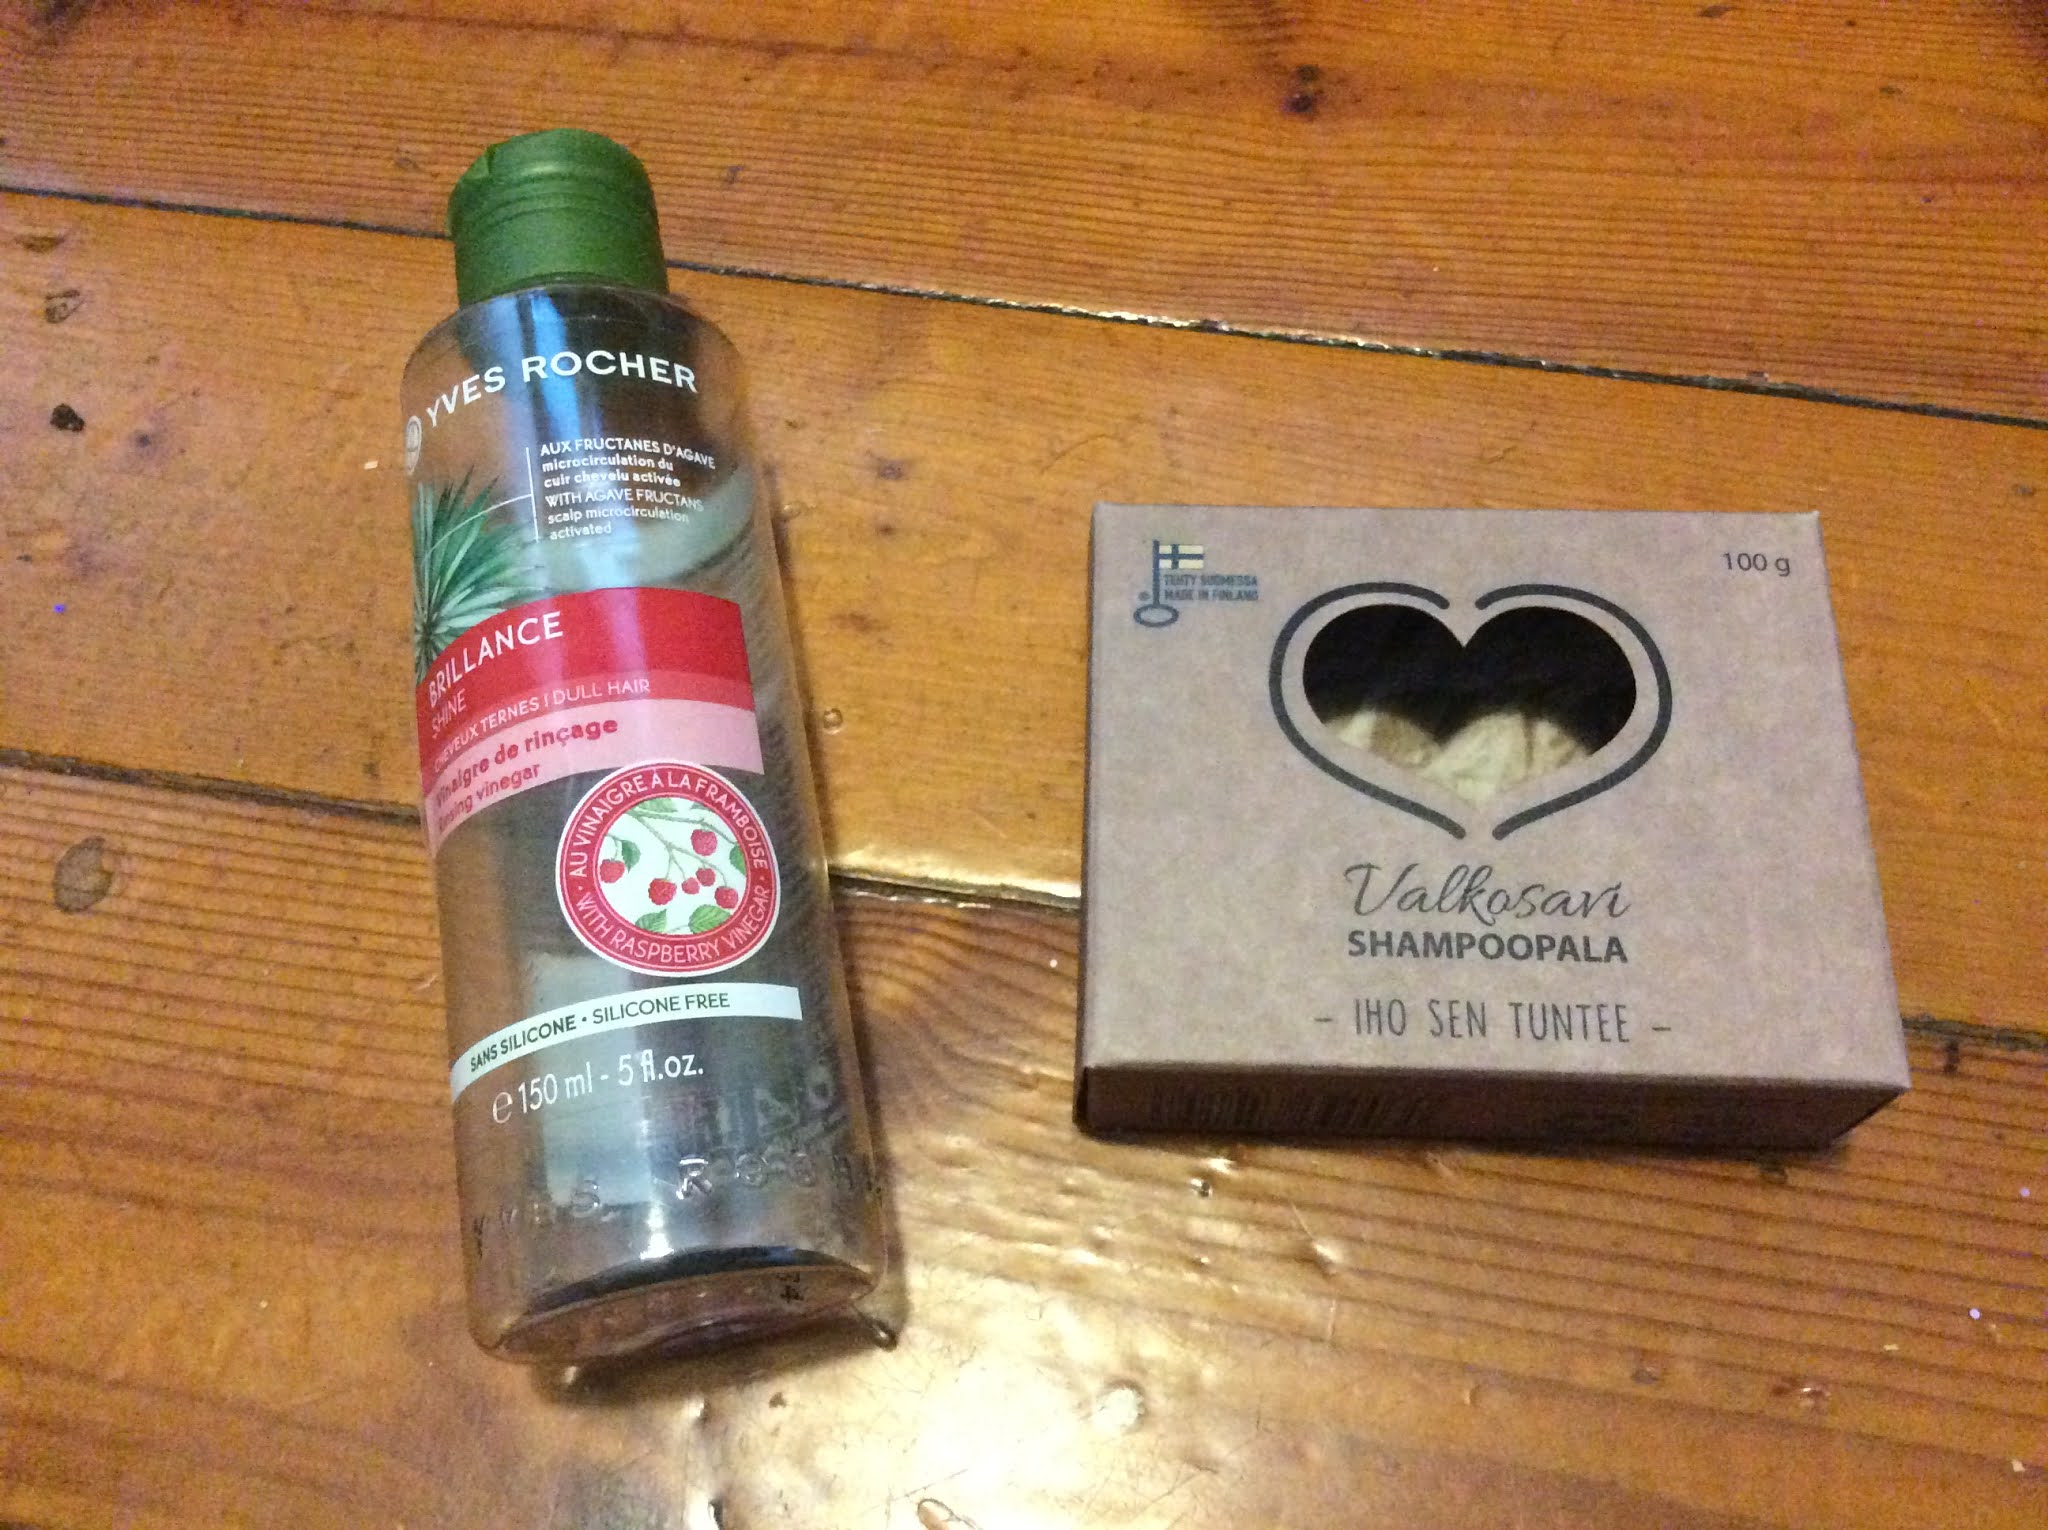 YVES ROCHER
AUX FRUCTANES D'AGAVE
microcirculation du
cuir chevelu activée
WITH AGAVE FRUCTANS
scalp microcirculation
activated
BRILLANCE
SHINE
CHEVEUX TERNES | DULL HAIR
Vinaigre de rinçage
Rinsing vinegar
AU VINAIGRE À LA FRAMBOISE
WITH RASPBERRY VINEGAR
SANS SILICONE • SILICONE FREE
℮ 150 ml - 5 fl.oz.
YVES ROCHER
TEHTY SUOMESSA
MADE IN FINLAND
100 g
Valkosavi
SHAMPOOPALA
- IHO SEN TUNTEE -